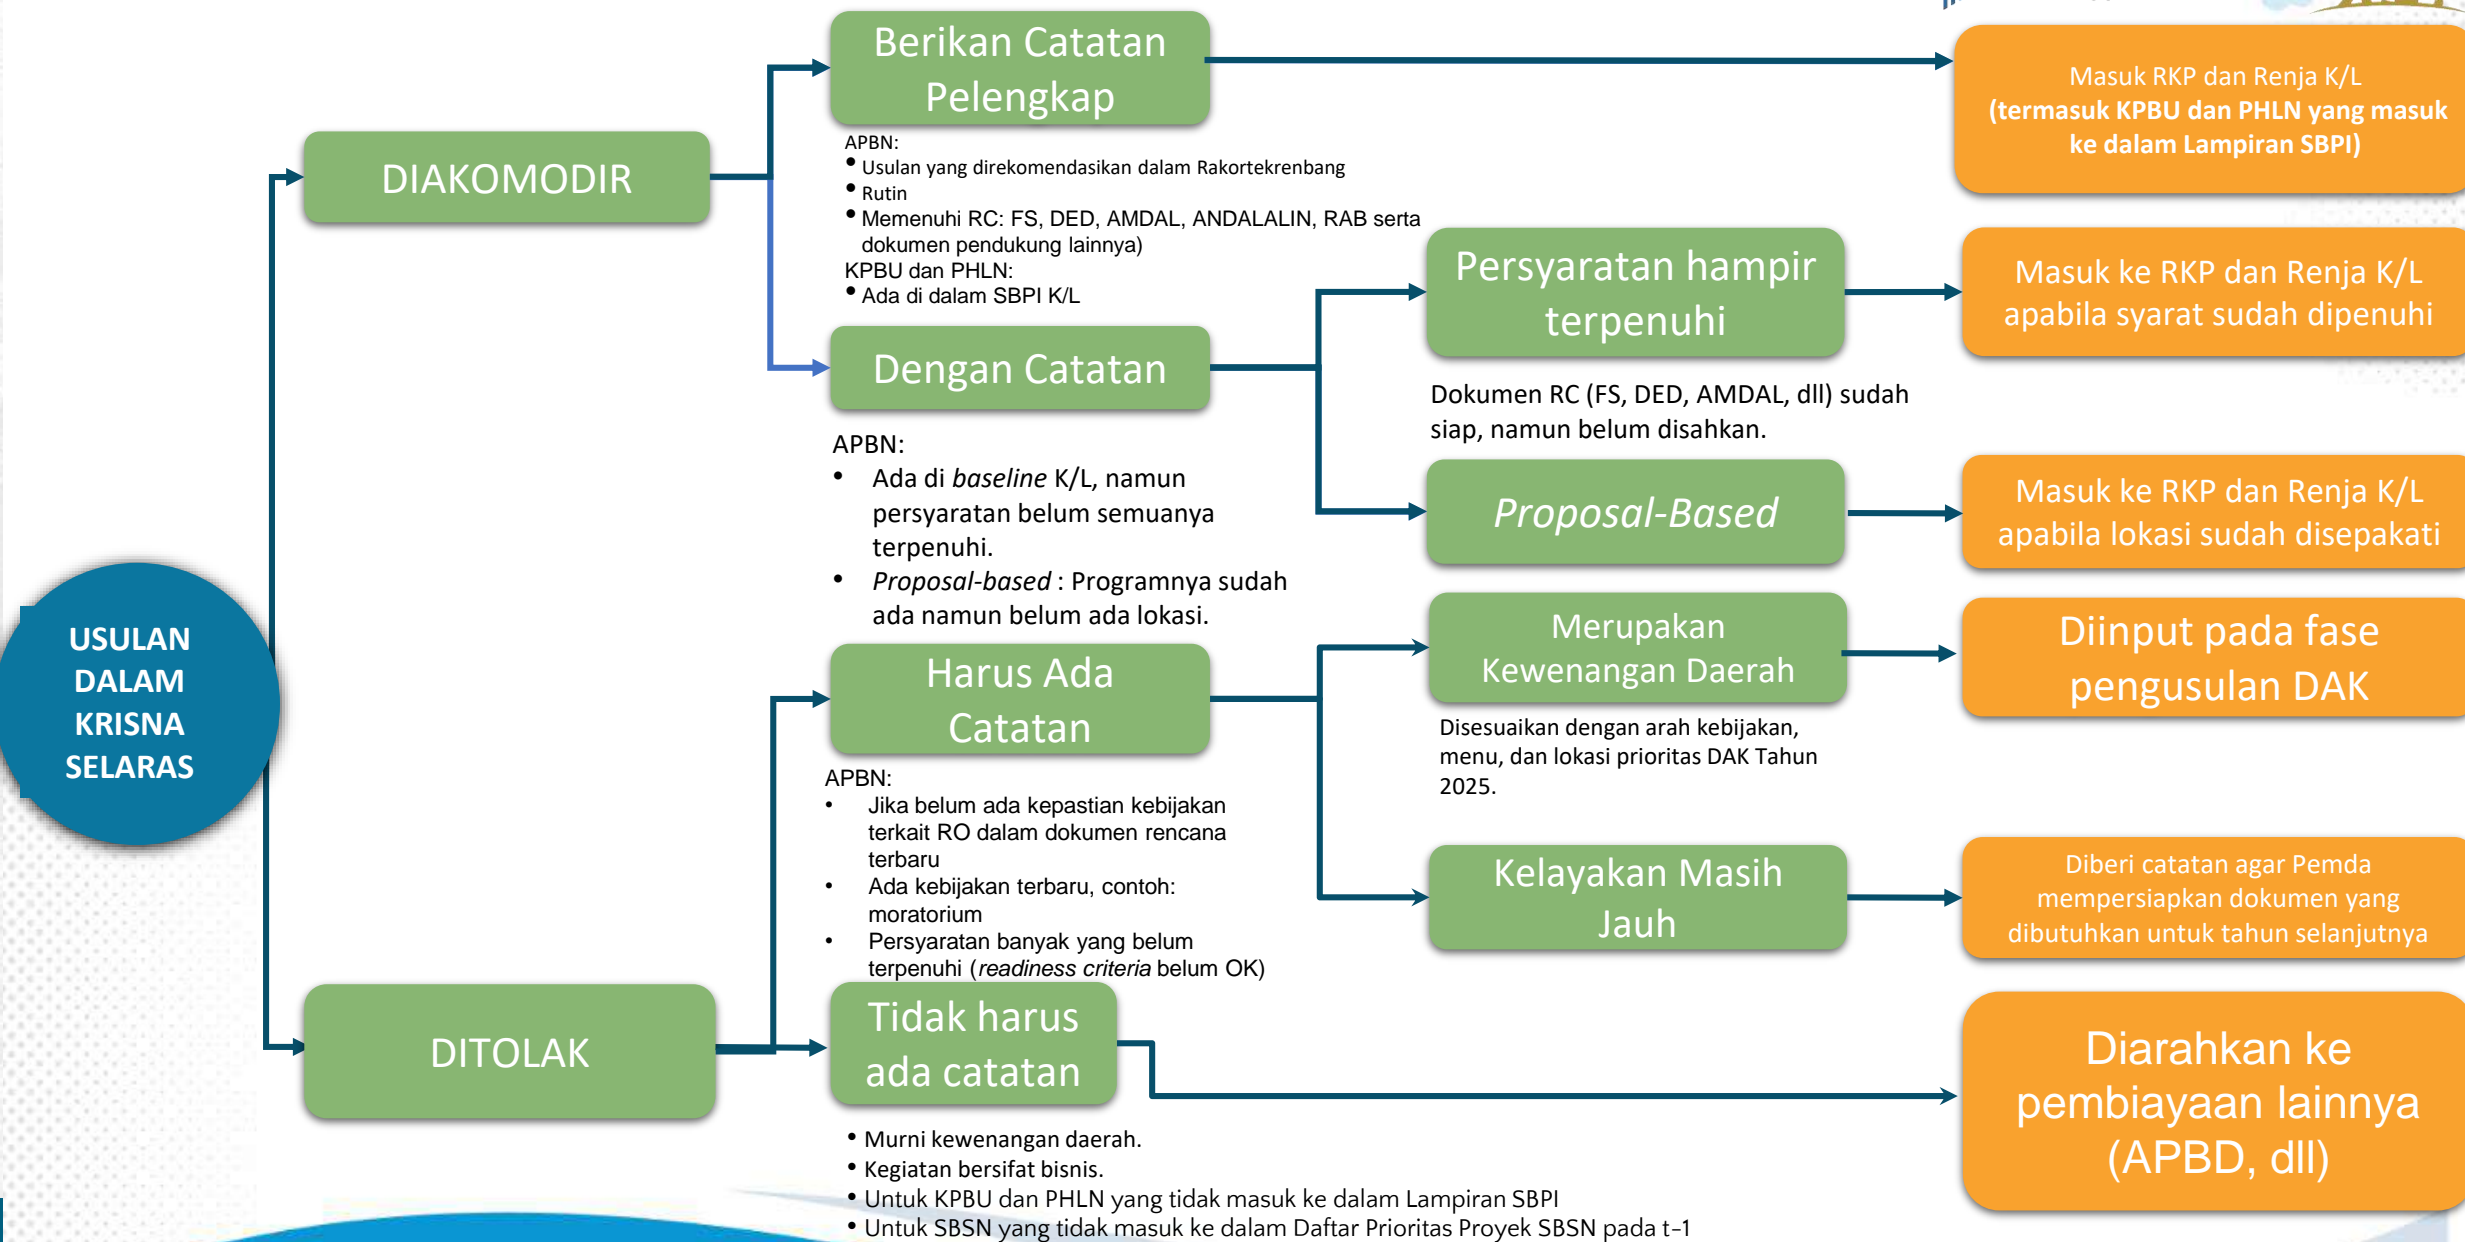 USULAN
DALAM
KRISNA
SELARAS
DIAKOMODIR
Berikan Catatan
Pelengkap
APBN:
• Usulan yang direkomendasikan dalam Rakortekrenbang
• Rutin
• Memenuhi RC: FS, DED, AMDAL, ANDALALIN, RAB serta
dokumen pendukung lainnya)
KPBU dan PHLN:
• Ada di dalam SBPI K/L
Masuk RKP dan Renja K/L
(termasuk KPBU dan PHLN yang masuk
ke dalam Lampiran SBPI)
Dengan Catatan
APBN:
• Ada di baseline K/L, namun
persyaratan belum semuanya
terpenuhi.
• Proposal-based : Programnya sudah
ada namun belum ada lokasi.
Persyaratan hampir
terpenuhi
Dokumen RC (FS, DED, AMDAL, dll) sudah
siap, namun belum disahkan.
Masuk ke RKP dan Renja K/L
apabila syarat sudah dipenuhi
Proposal-Based
Masuk ke RKP dan Renja K/L
apabila lokasi sudah disepakati
DITOLAK
Harus Ada
Catatan
APBN:
• Jika belum ada kepastian kebijakan
terkait RO dalam dokumen rencana
terbaru
• Ada kebijakan terbaru, contoh:
moratorium
• Persyaratan banyak yang belum
terpenuhi (readiness criteria belum OK)
Merupakan
Kewenangan Daerah
Disesuaikan dengan arah kebijakan,
menu, dan lokasi prioritas DAK Tahun
2025.
Diinput pada fase
pengusulan DAK
Kelayakan Masih
Jauh
Diberi catatan agar Pemda
mempersiapkan dokumen yang
dibutuhkan untuk tahun selanjutnya
Tidak harus
ada catatan
• Murni kewenangan daerah.
• Kegiatan bersifat bisnis.
• Untuk KPBU dan PHLN yang tidak masuk ke dalam Lampiran SBPI
• Untuk SBSN yang tidak masuk ke dalam Daftar Prioritas Proyek SBSN pada t-1
Diarahkan ke
pembiayaan lainnya
(APBD, dll)